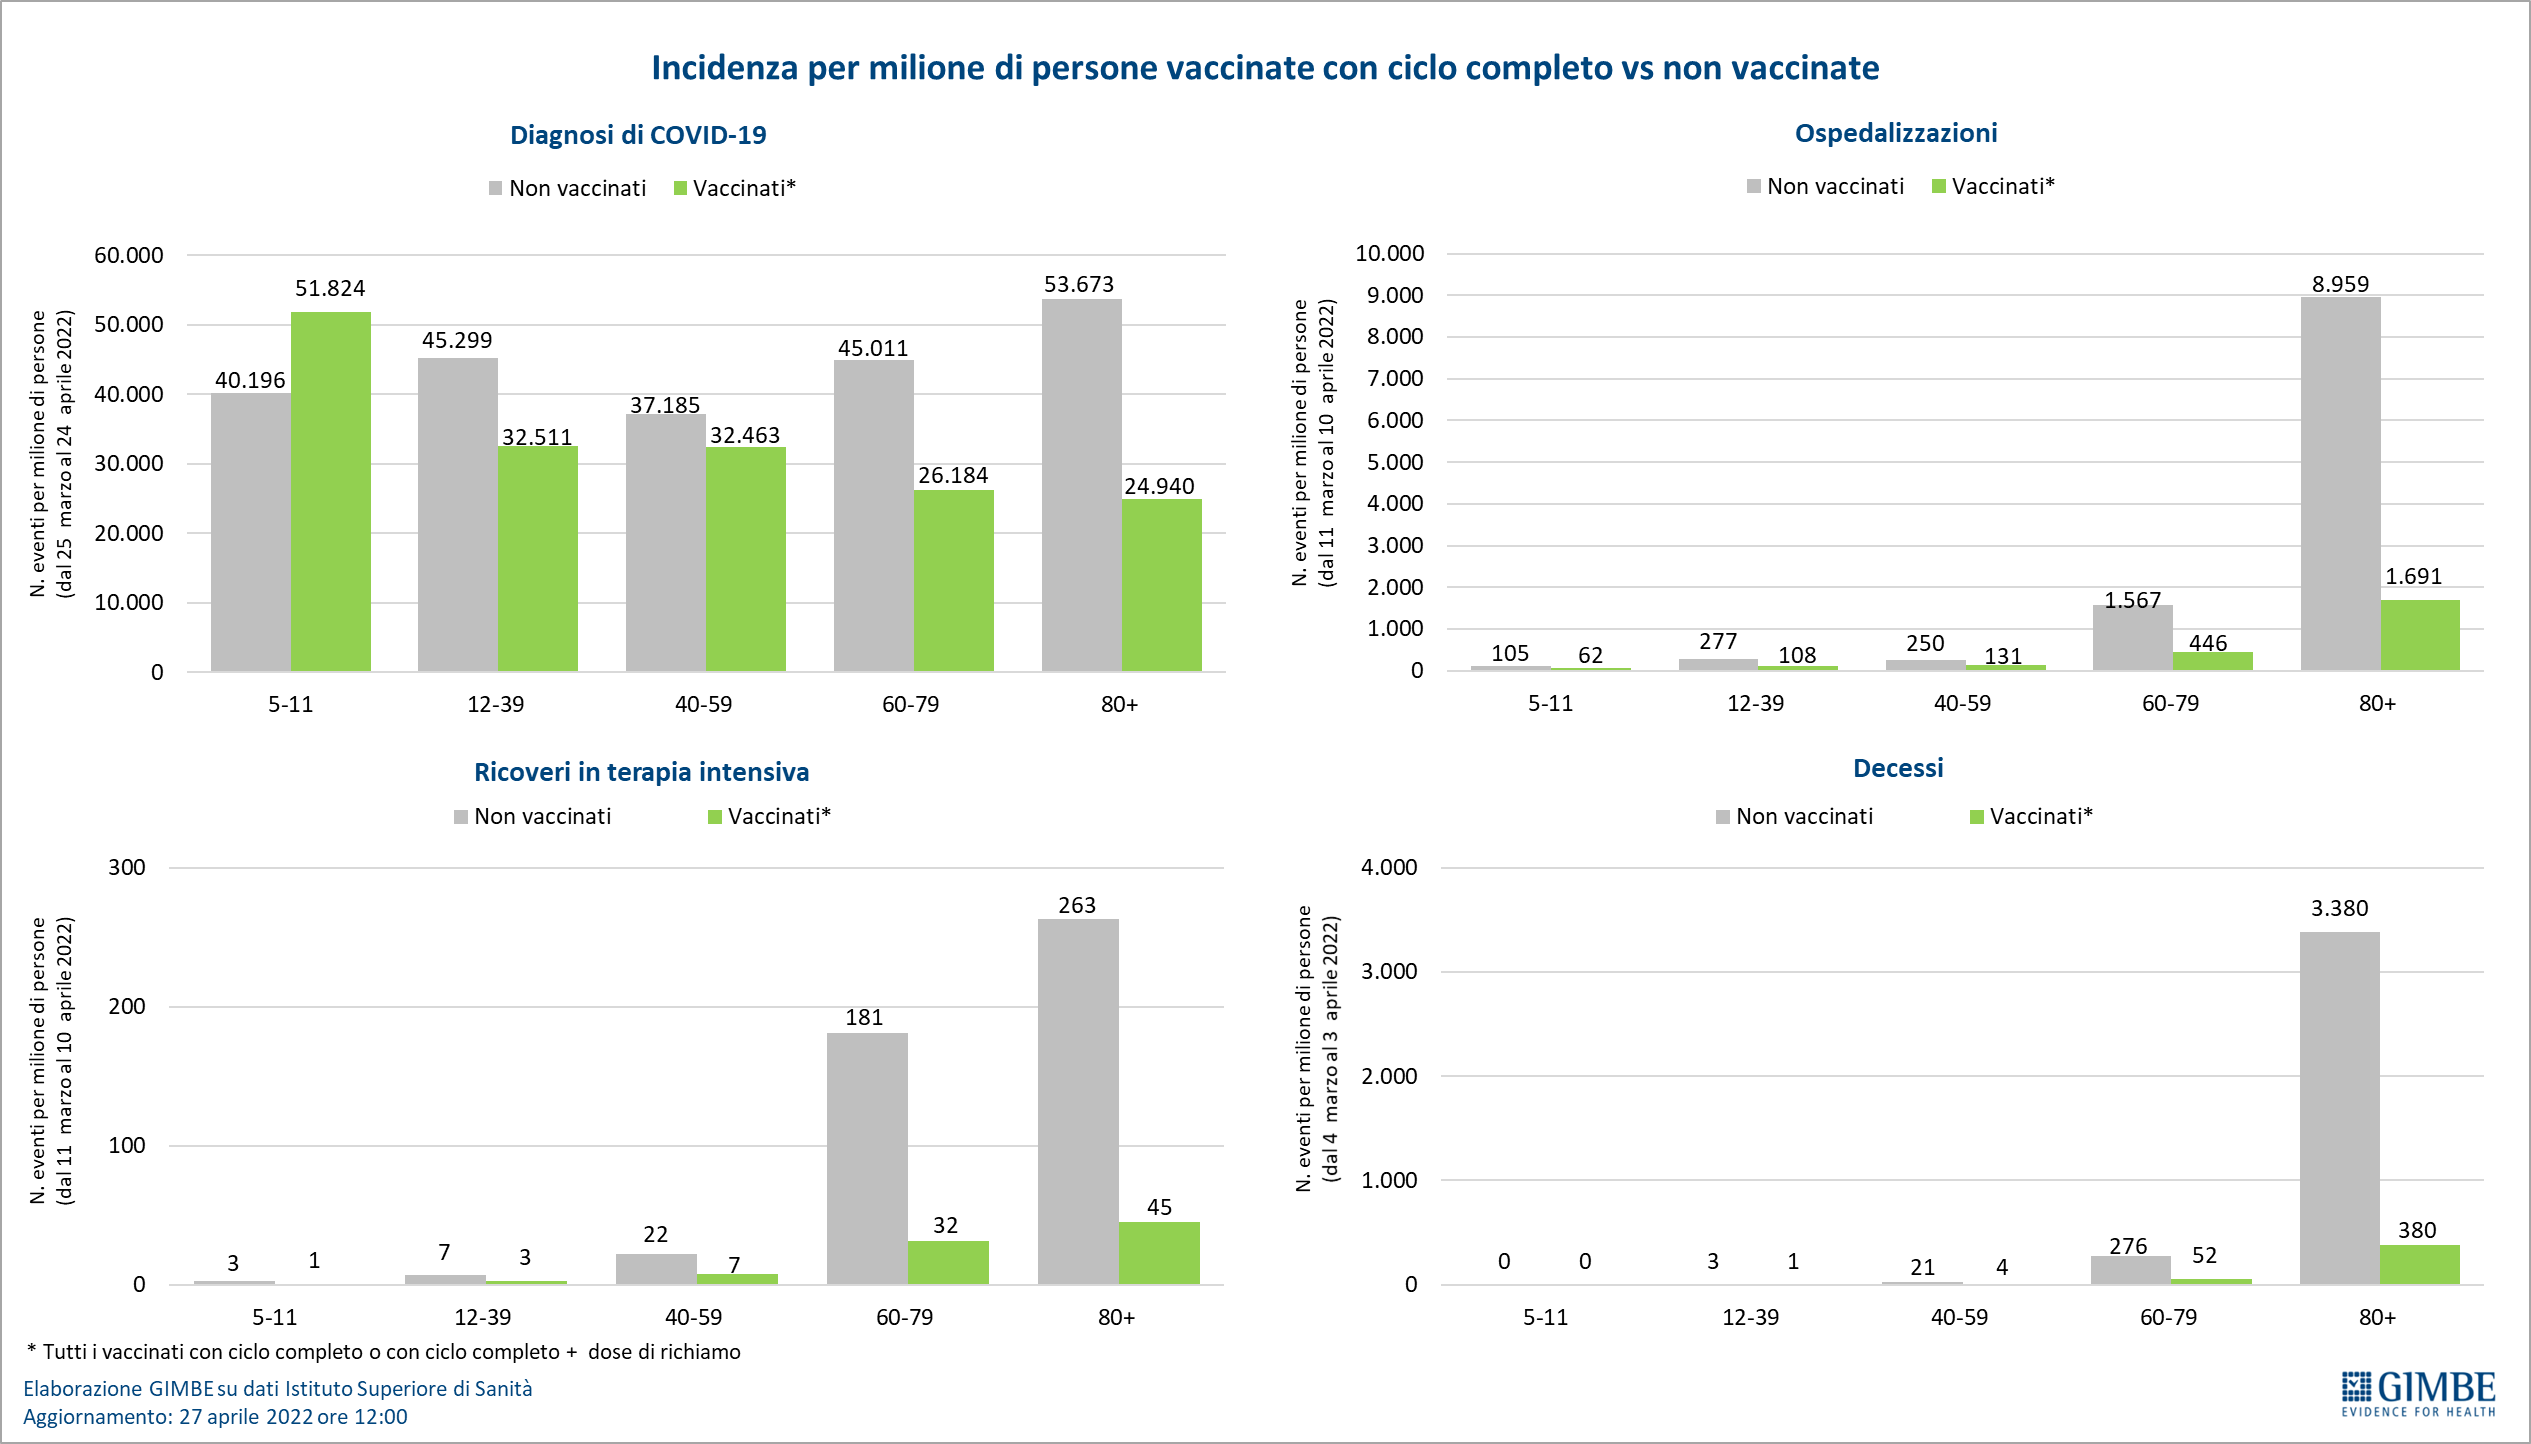 Incidenza per milione di persone vaccinate con ciclo completo vs non vaccinate
Diagnosi di COVID-19
Non vaccinati Vaccinati*
N. eventi per milione di persone
(dal 25 marzo al 24 aprile 2022)
60.000
50.000
40.000
30.000
20.000
10.000
0
40.196
51.824
45.299
32.511
37.185
32.463
45.011
26.184
53.673
24.940
5-11 12-39 40-59 60-79 80+
Ospedalizzazioni
Non vaccinati Vaccinati*
N. eventi per milione di persone
(dal 11 marzo al 10 aprile 2022)
10.000
9.000
8.000
7.000
6.000
5.000
4.000
3.000
2.000
1.000
0
105
62
277
108
250
131
1.567
446
8.959
1.691
5-11 12-39 40-59 60-79 80+
Ricoveri in terapia intensiva
Non vaccinati Vaccinati*
N. eventi per milione di persone
(dal 11 marzo al 10 aprile 2022)
300
200
100
0
3
1
7
3
22
7
181
32
263
45
5-11 12-39 40-59 60-79 80+
Decessi
Non vaccinati Vaccinati*
N. eventi per milione di persone
(dal 4 marzo al 3 aprile 2022)
4.000
3.000
2.000
1.000
0
0
0
3
1
21
4
276
52
3.380
380
5-11 12-39 40-59 60-79 80+
* Tutti i vaccinati con ciclo completo o con ciclo completo + dose di richiamo
Elaborazione GIMBE su dati Istituto Superiore di Sanità
Aggiornamento: 27 aprile 2022 ore 12:00
GIMBE
EVIDENCE FOR HEALTH